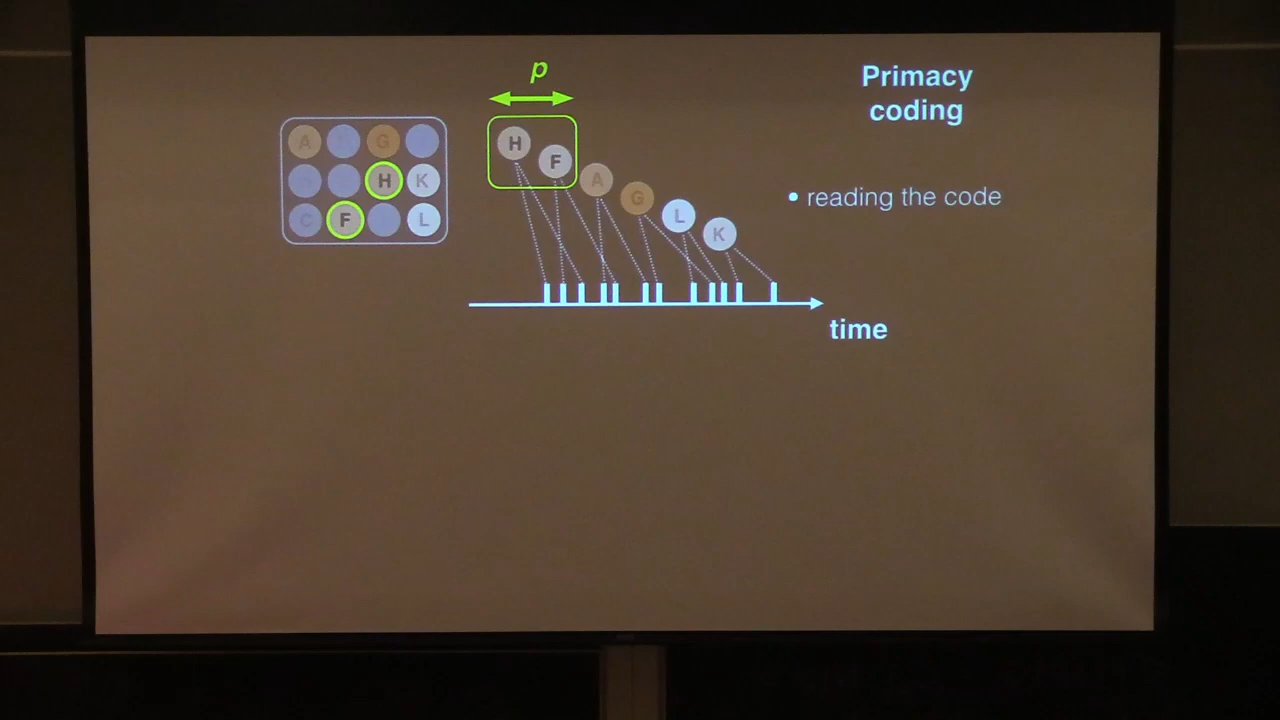 p
Primacy
coding
A G
H K
C F L
H
F
A
G
L
K
• reading the code
time